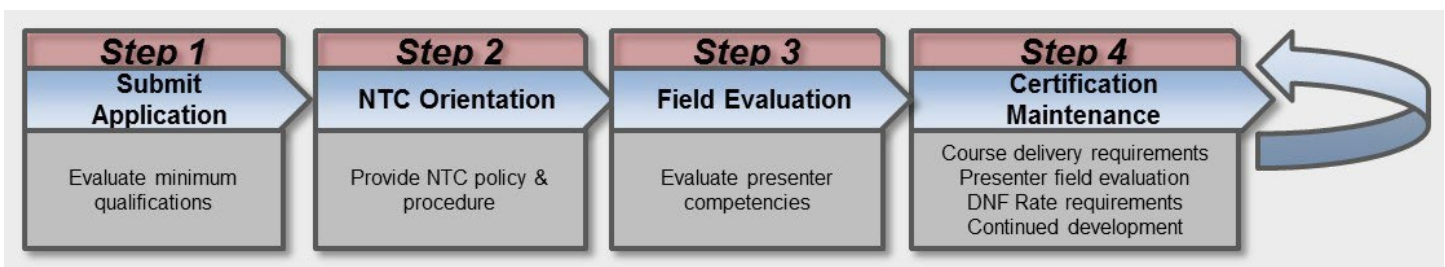 Step 1
Submit
Application
Evaluate minimum
qualifications
Step 2
NTC Orientation
Provide NTC policy &
procedure
Step 3
Field Evaluation
Evaluate presenter
competencies
Step 4
Certification
Maintenance
Course delivery requirements
Presenter field evaluation
DNF Rate requirements
Continued development